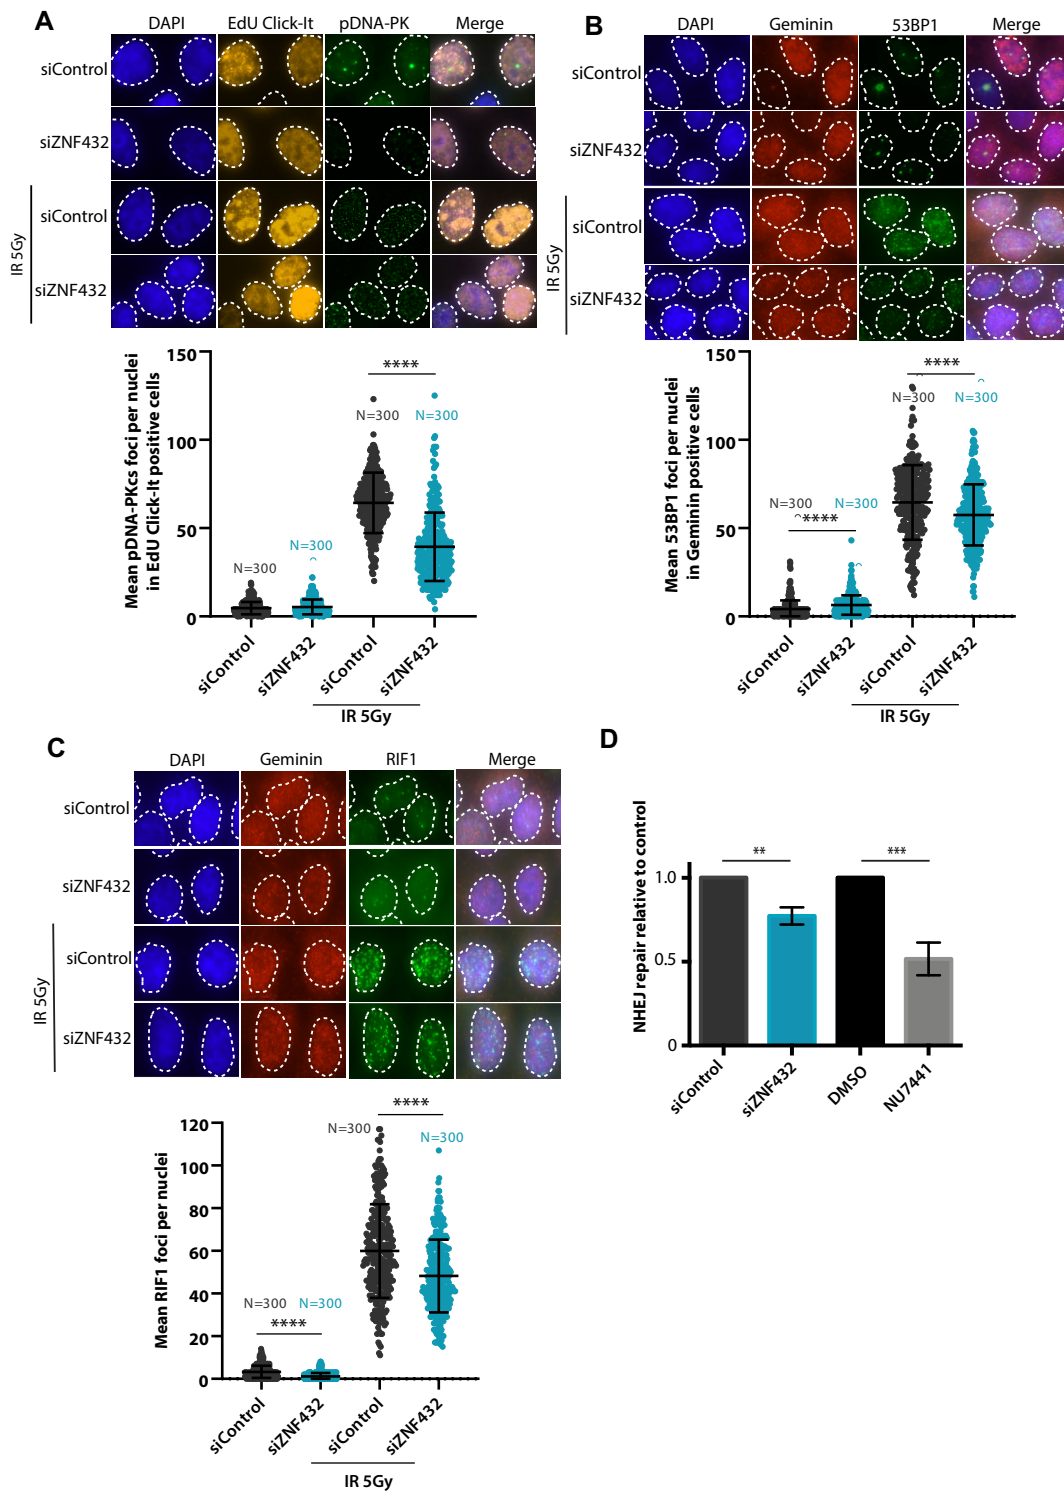 A
DAPI EdU Click-It pDNA-PK Merge
siControl
siZNF432
siControl
siZNF432
IR 5Gy
Mean pDNA-PKcs foci per nuclei
in EdU Click-It positive cells
150
100
50
0
N=300
N=300
N=300
N=300
****
siControl
siZNF432
siControl
siZNF432
IR 5Gy
B
DAPI Geminin 53BP1 Merge
siControl
siZNF432
siControl
siZNF432
IR 5Gy
Mean 53BP1 foci per nuclei
in Geminin positive cells
150
100
50
0
N=300
N=300
N=300
N=300
****
****
siControl
siZNF432
siControl
siZNF432
IR 5Gy
C
DAPI Geminin RIF1 Merge
siControl
siZNF432
siControl
siZNF432
IR 5Gy
Mean RIF1 foci per nuclei
120
100
80
60
40
20
0
N=300
N=300
N=300
N=300
****
****
siControl
siZNF432
siControl
siZNF432
IR 5Gy
D
NHEJ repair relative to control
1.0
0.5
0
**
***
siControl
siZNF432
DMSO
NU7441